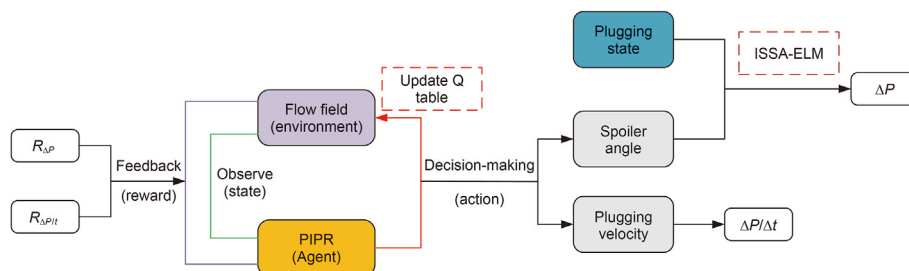 R_ΔP
R_ΔP/t
Feedback
(reward)
Flow field
(environment)
Observe
(state)
PIPR
(Agent)
Update Q
table
Decision-making
(action)
Plugging
state
Spoiler
angle
Plugging
velocity
ISSA-ELM
ΔP
ΔP/Δt